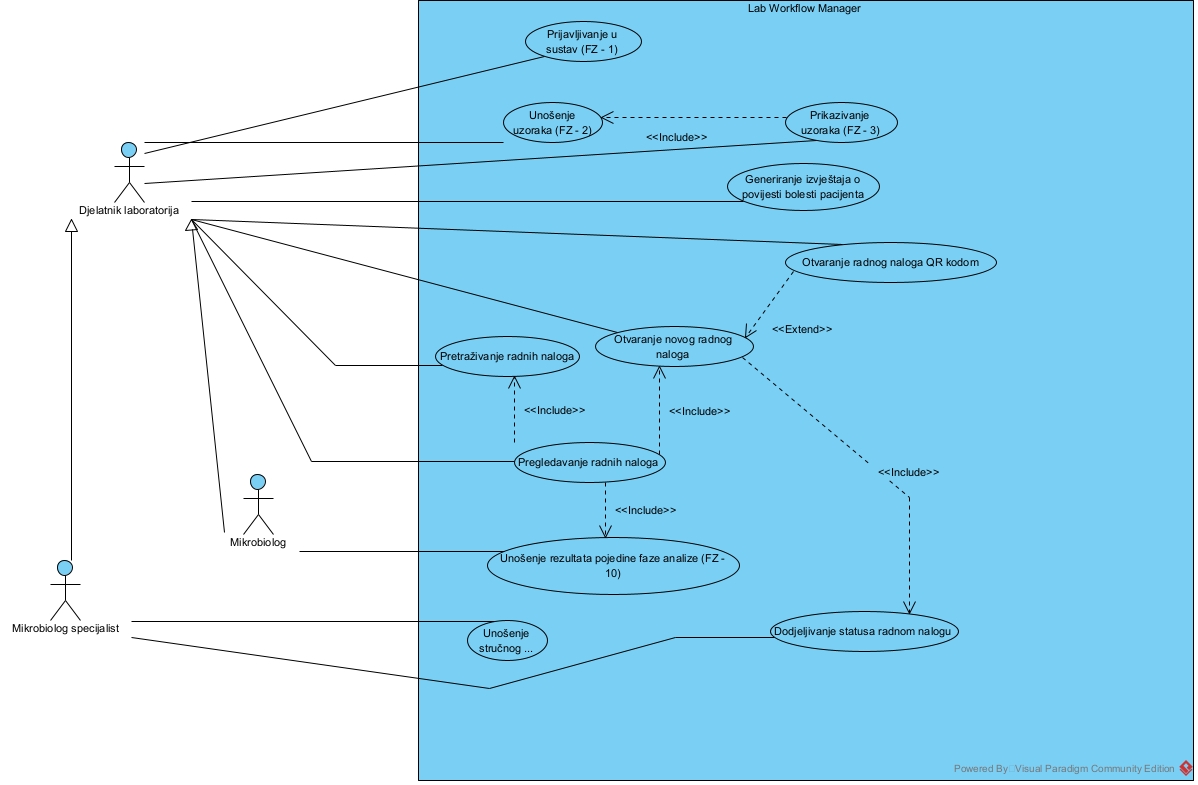 Lab Workflow Manager
Prijavljivanje u
sustav (FZ - 1)
Unošenje
uzoraka (FZ - 2)
<<Include>>
Prikazivanje
uzoraka (FZ - 3)
Djelatnik laboratorija
Generiranje izvještaja o
povijesti bolesti pacijenta
Otvaranje radnog naloga QR kodom
<<Extend>>
Otvaranje novog radnog
naloga
Pretraživanje radnih naloga
<<Include>>
<<Include>>
Pregledavanje radnih naloga
<<Include>>
<<Include>>
Mikrobiolog
Unošenje rezultata pojedine faze analize (FZ -
10)
Mikrobiolog specijalist
Unošenje
stručnog ...
Dodjeljivanje statusa radnom nalogu
Powered By Visual Paradigm Community Edition